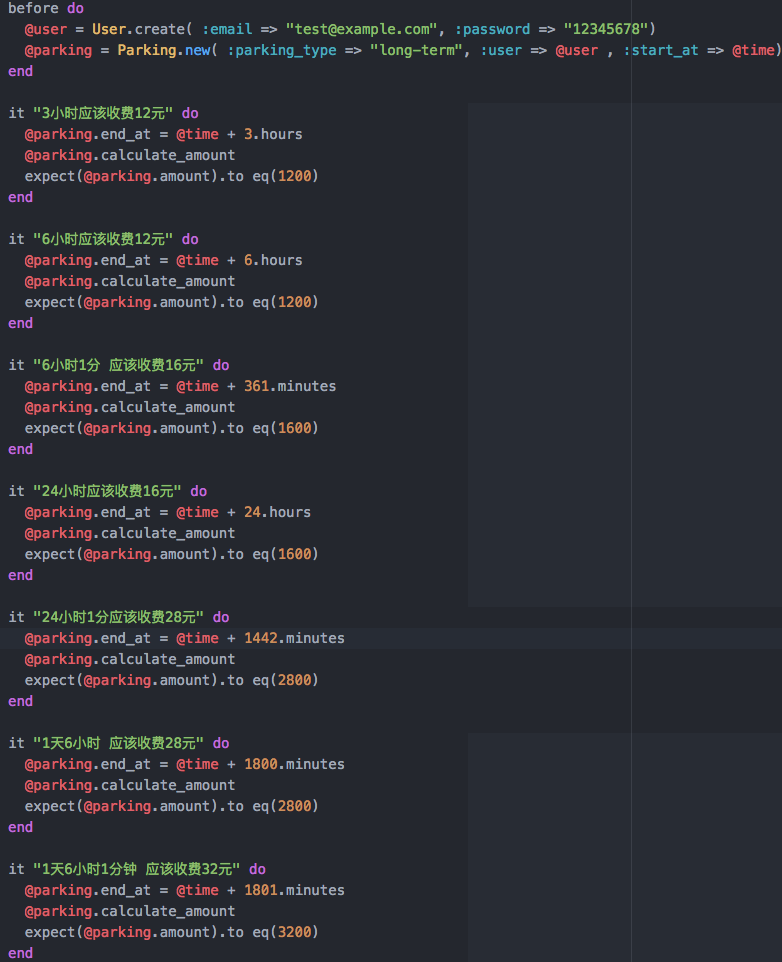 before do
  @user = User.create( :email => "test@example.com", :password => "12345678")
  @parking = Parking.new( :parking_type => "long-term", :user => @user , :start_at => @time)
end

it "3小时应该收费12元" do
  @parking.end_at = @time + 3.hours
  @parking.calculate_amount
  expect(@parking.amount).to eq(1200)
end

it "6小时应该收费12元" do
  @parking.end_at = @time + 6.hours
  @parking.calculate_amount
  expect(@parking.amount).to eq(1200)
end

it "6小时1分 应该收费16元" do
  @parking.end_at = @time + 361.minutes
  @parking.calculate_amount
  expect(@parking.amount).to eq(1600)
end

it "24小时应该收费16元" do
  @parking.end_at = @time + 24.hours
  @parking.calculate_amount
  expect(@parking.amount).to eq(1600)
end

it "24小时1分应该收费28元" do
  @parking.end_at = @time + 1442.minutes
  @parking.calculate_amount
  expect(@parking.amount).to eq(2800)
end

it "1天6小时 应该收费28元" do
  @parking.end_at = @time + 1800.minutes
  @parking.calculate_amount
  expect(@parking.amount).to eq(2800)
end

it "1天6小时1分钟 应该收费32元" do
  @parking.end_at = @time + 1801.minutes
  @parking.calculate_amount
  expect(@parking.amount).to eq(3200)
end